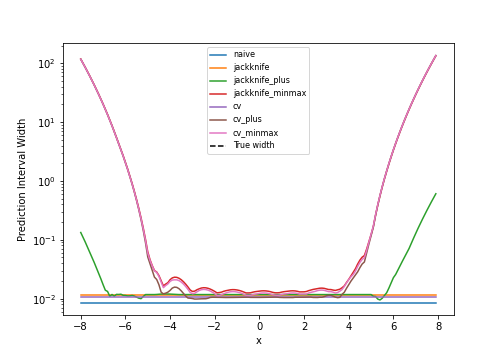 naive
jackknife
jackknife_plus
jackknife_minmax
cv
cv_plus
cv_minmax
True width
Prediction Interval Width
10²
10¹
10⁰
10⁻¹
10⁻²
−8 −6 −4 −2 0 2 4 6 8
x